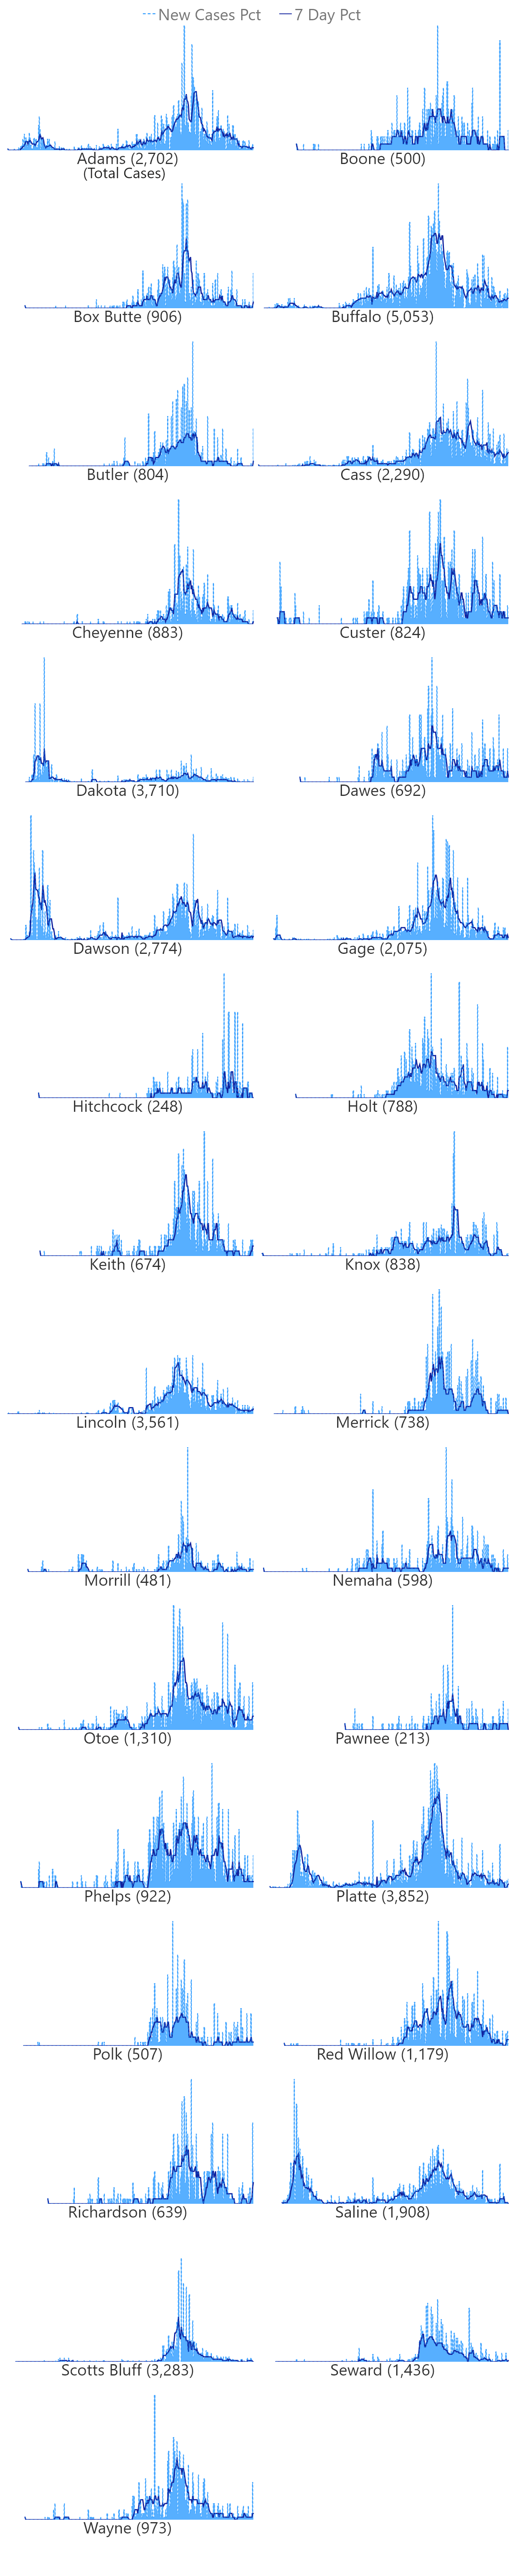 New Cases Pct 7 Day Pct
Adams (2,702) Boone (500)
(Total Cases)
Box Butte (906) Buffalo (5,053)
Butler (804) Cass (2,290)
Cheyenne (883) Custer (824)
Dakota (3,710) Dawes (692)
Dawson (2,774) Gage (2,075)
Hitchcock (248) Holt (788)
Keith (674) Knox (838)
Lincoln (3,561) Merrick (738)
Morrill (481) Nemaha (598)
Otoe (1,310) Pawnee (213)
Phelps (922) Platte (3,852)
Polk (507) Red Willow (1,179)
Richardson (639) Saline (1,908)
Scotts Bluff (3,283) Seward (1,436)
Wayne (973)